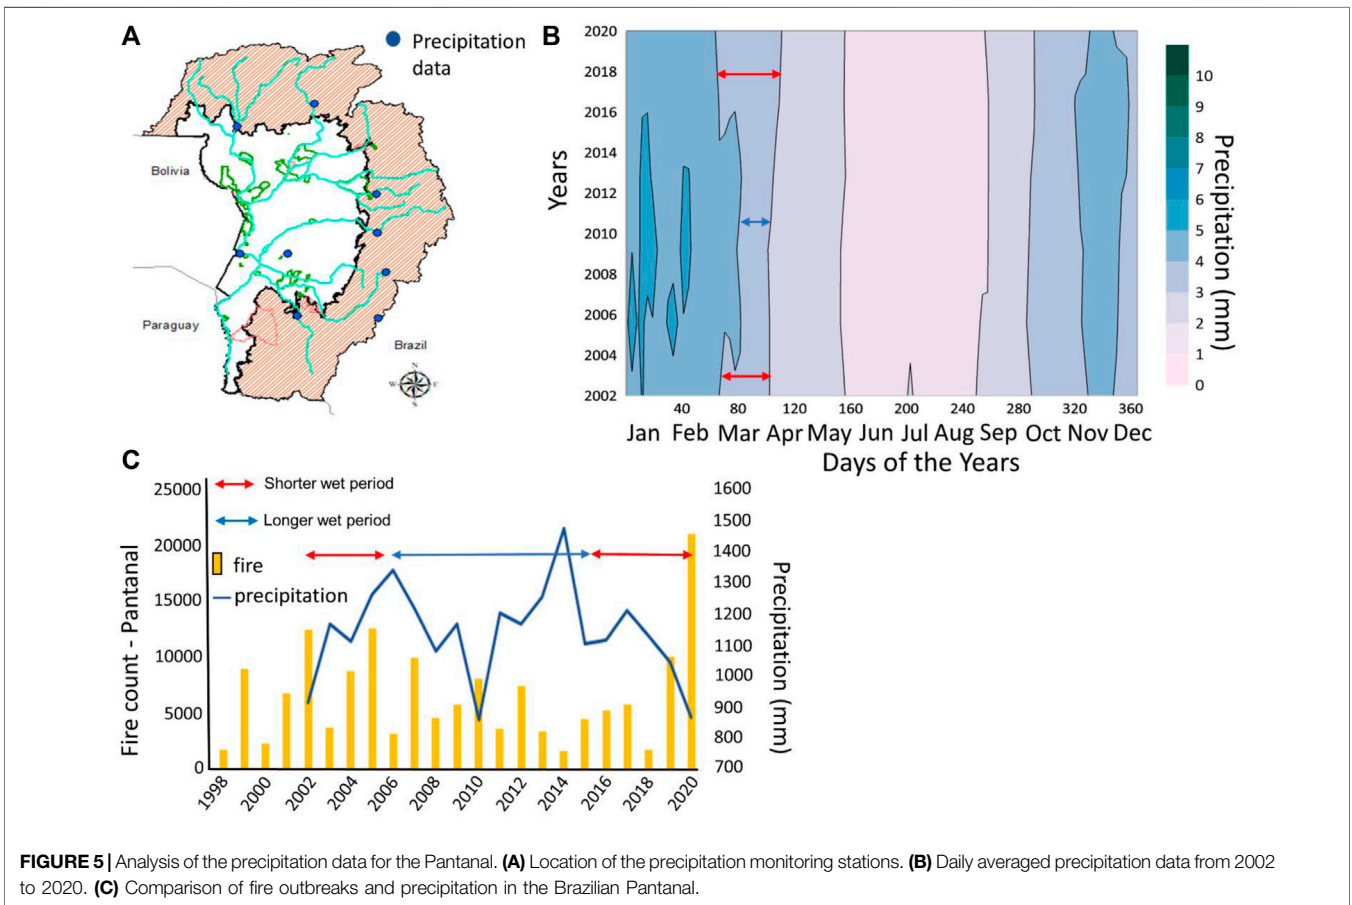 A
Precipitation
data
Bolivia
Paraguay
Brazil
N
W E
S
B
Years
2020
2018
2016
2014
2012
2010
2008
2006
2004
2002
40 80 120 160 200 240 280 320 360
Jan Feb Mar Apr May Jun Jul Aug Sep Oct Nov Dec
Days of the Years
10
9
8
7
6
5
4
3
2
1
0
Precipitation (mm)
C
Shorter wet period
Longer wet period
fire
precipitation
Fire count - Pantanal
25000
20000
15000
10000
5000
0
1998 2000 2002 2004 2006 2008 2010 2012 2014 2016 2018 2020
1600
1500
1400
1300
1200
1100
1000
900
800
700
Precipitation (mm)
FIGURE 5 | Analysis of the precipitation data for the Pantanal. (A) Location of the precipitation monitoring stations. (B) Daily averaged precipitation data from 2002
to 2020. (C) Comparison of fire outbreaks and precipitation in the Brazilian Pantanal.